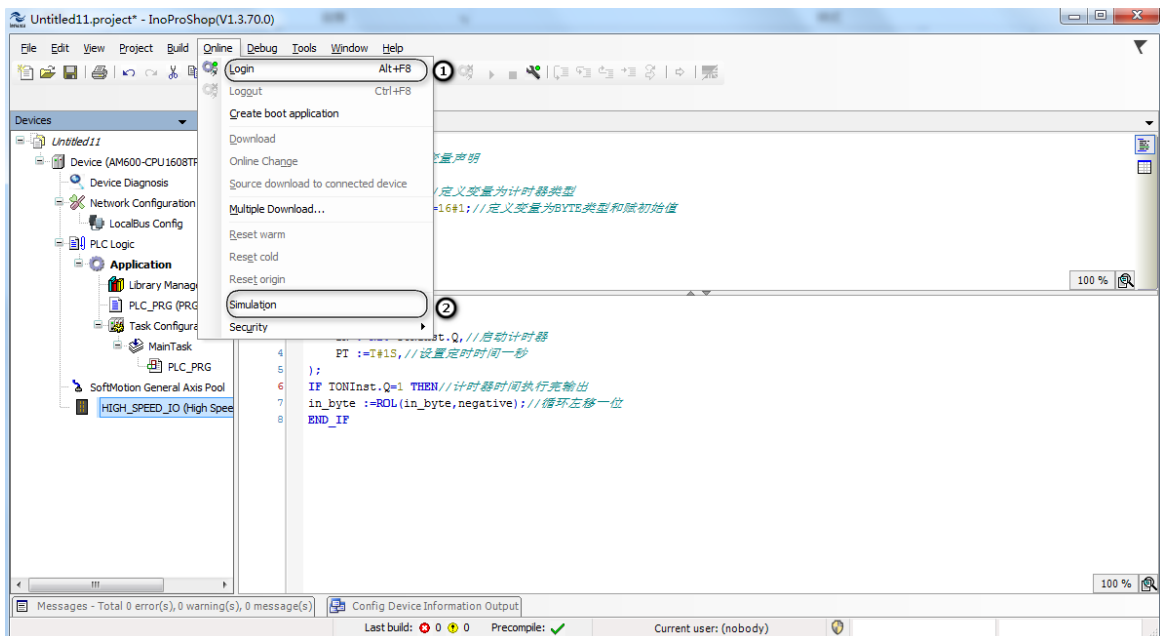 Untitled11.project* - InoProShop(V1.3.70.0)
File Edit View Project Build Online Debug Tools Window Help
Login Alt+F8 1
Logout Ctrl+F8
Create boot application
Download
Online Change
Source download to connected device
Multiple Download...
Reset warm
Reset cold
Reset origin
Simulation 2
Security
Devices
Untitled11
Device (AM600-CPU1608TP
Device Diagnosis
Network Configuration
LocalBus Config
PLC Logic
Application
Library Manag
PLC_PRG (PRG
Task Configura
MainTask
PLC_PRG
SoftMotion General Axis Pool
HIGH_SPEED_IO (High Spee
变量声明
//定义变量为计时器类型
=16#1;//定义变量为BYTE类型和赋初始值
100 %
.Q,//启动计时器
4 PT :=T#1S,//设置定时时间一秒
5 );
6 IF TONInst.Q=1 THEN//计时器时间执行完输出
7 in_byte :=ROL(in_byte,negative);//循环左移一位
8 END_IF
100 %
Messages - Total 0 error(s),0 warning(s), 0 message(s) Config Device Information Output
Last build: 0 0 Precompile: Current user: (nobody)